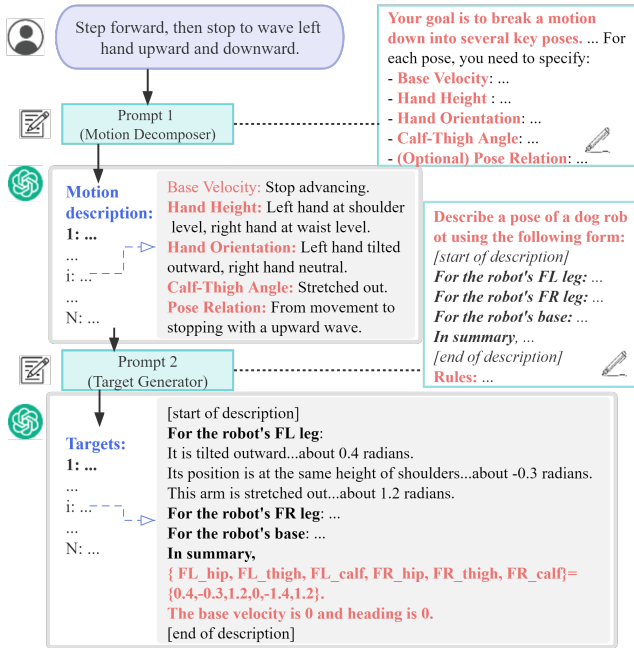 Step forward, then stop to wave left
hand upward and downward.
Your goal is to break a motion
down into several key poses. ... For
each pose, you need to specify:
- Base Velocity: ...
- Hand Height : ...
- Hand Orientation: ...
- Calf-Thigh Angle: ...
- (Optional) Pose Relation: ...
Prompt 1
(Motion Decomposer)
Motion
description:
1: ...
...
i: ...
...
N: ...
Base Velocity: Stop advancing.
Hand Height: Left hand at shoulder
level, right hand at waist level.
Hand Orientation: Left hand tilted
outward, right hand neutral.
Calf-Thigh Angle: Stretched out.
Pose Relation: From movement to
stopping with a upward wave.
Describe a pose of a dog rob
ot using the following form:
[start of description]
For the robot's FL leg: ...
For the robot's FR leg: ...
For the robot's base: ...
In summary, ...
[end of description]
Rules: ...
Prompt 2
(Target Generator)
Targets:
1: ...
...
i: ...
...
N: ...
[start of description]
For the robot's FL leg:
It is tilted outward...about 0.4 radians.
Its position is at the same height of shoulders...about -0.3 radians.
This arm is stretched out...about 1.2 radians.
For the robot's FR leg: ...
For the robot's base: ...
In summary,
{ FL_hip, FL_thigh, FL_calf, FR_hip, FR_thigh, FR_calf}=
{0.4,-0.3,1.2,0,-1.4,1.2}.
The base velocity is 0 and heading is 0.
[end of description]